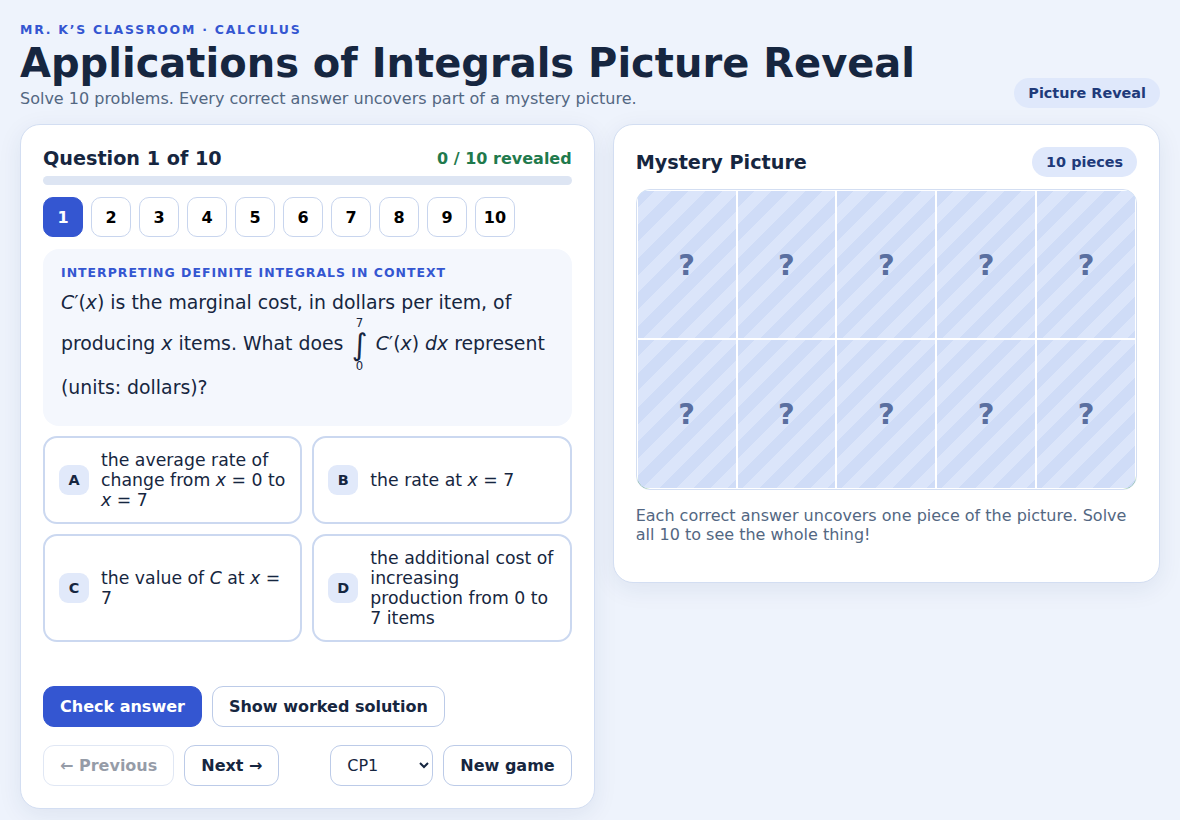 MR. K’S CLASSROOM · CALCULUS
Applications of Integrals Picture Reveal
Solve 10 problems. Every correct answer uncovers part of a mystery picture.
Picture Reveal
Question 1 of 10
0 / 10 revealed
1 2 3 4 5 6 7 8 9 10
INTERPRETING DEFINITE INTEGRALS IN CONTEXT
C′(x) is the marginal cost, in dollars per item, of
producing x items. What does ∫₀⁷ C′(x) dx represent
(units: dollars)?
A
the average rate of
change from x = 0 to
x = 7
B
the rate at x = 7
C
the value of C at x =
7
D
the additional cost of
increasing
production from 0 to
7 items
Check answer
Show worked solution
← Previous
Next →
CP1
New game
Mystery Picture
10 pieces
? ? ? ? ?
? ? ? ? ?
Each correct answer uncovers one piece of the picture. Solve
all 10 to see the whole thing!